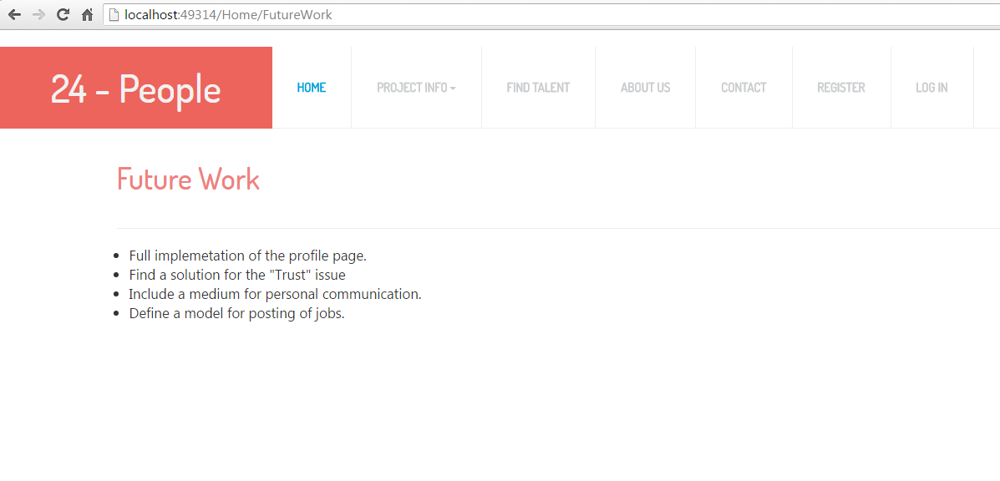 localhost:49314/Home/FutureWork
24 - People
HOME
PROJECT INFO
FIND TALENT
ABOUT US
CONTACT
REGISTER
LOG IN
Future Work
Full implemetation of the profile page.
Find a solution for the "Trust" issue
Include a medium for personal communication.
Define a model for posting of jobs.